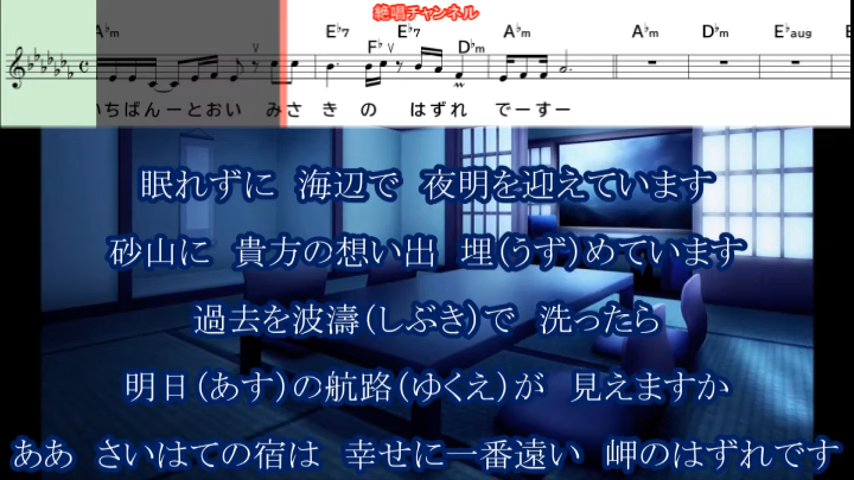 絶唱チャンネル
A♭m E♭7 F♭ E♭7 D♭m A♭m A♭m D♭m E♭aug E
いちばんーとおい みさ き の はずれ でーすー
眠れずに 海辺で 夜明を迎えています
砂山に 貴方の想い出 埋(うず)めています
過去を波濤(しぶき)で 洗ったら
明日(あす)の航路(ゆくえ)が 見えますか
ああ さいはての宿は 幸せに一番遠い 岬のはずれです